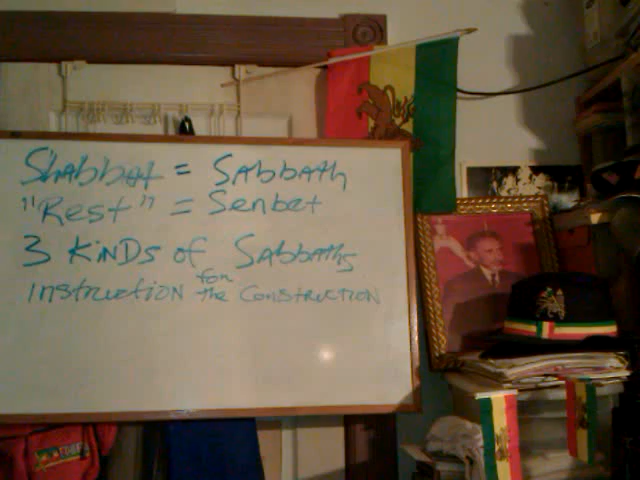 Shabbat = Sabbath
"Rest" = Senbet
3 Kinds of Sabbaths
Instruction for the Construction